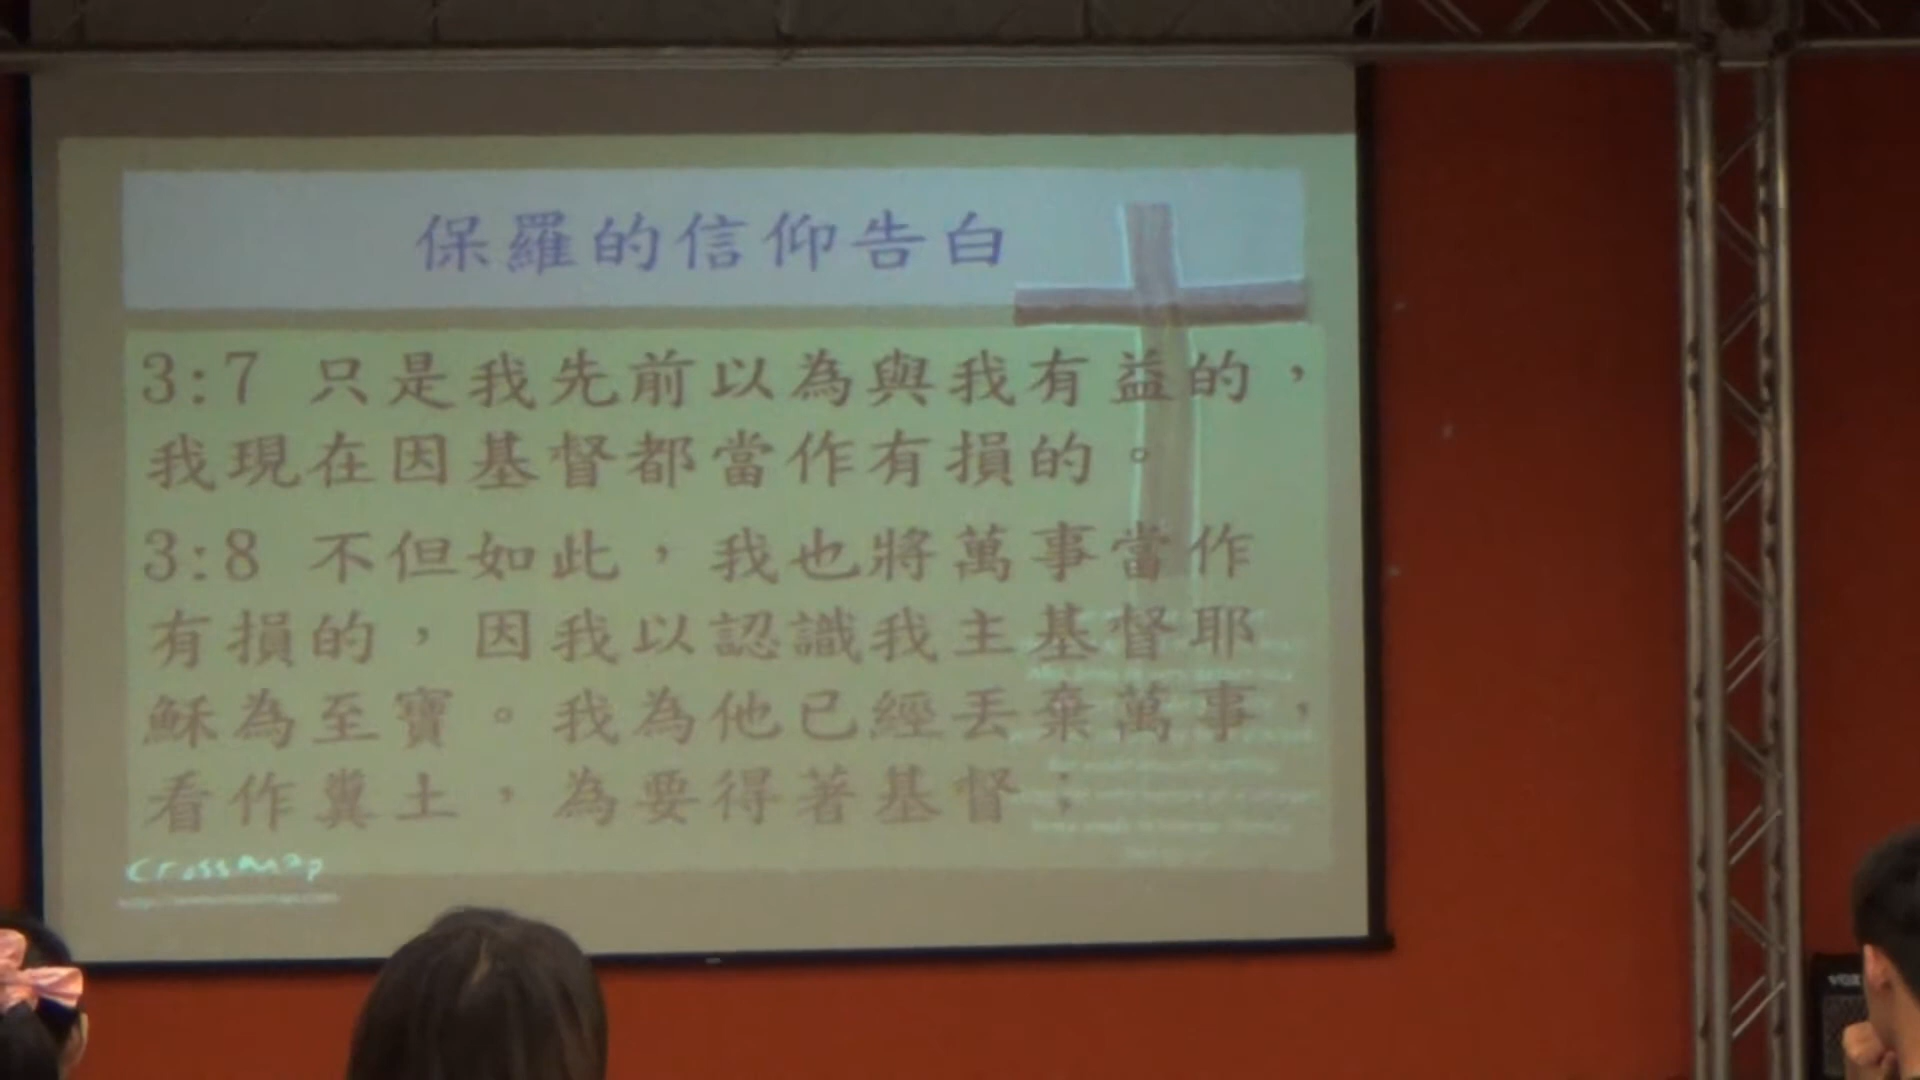 保羅的信仰告白
3:7 只是我先前以為與我有益的，
我現在因基督都當作有損的。
3:8 不但如此，我也將萬事當作
有損的，因我以認識我主基督耶
穌為至寶。我為他已經丟棄萬事，
看作糞土，為要得著基督；
crossmap
VOX